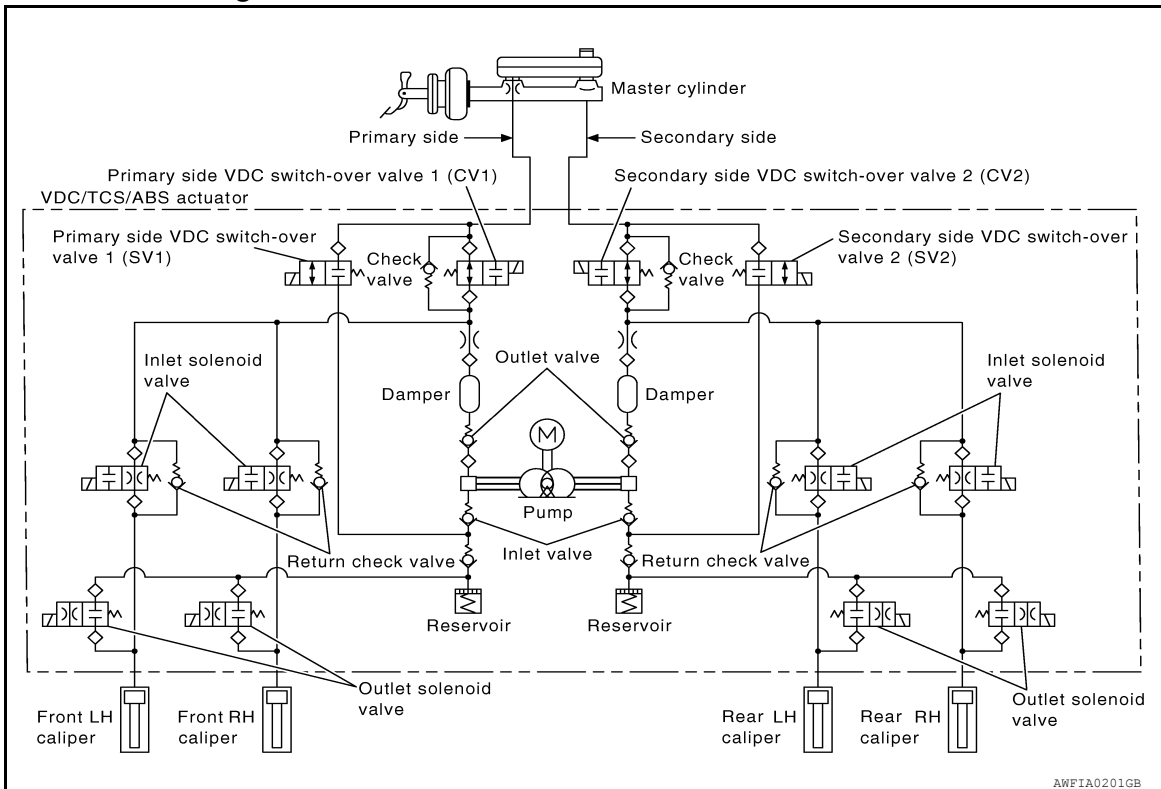 Master cylinder
Primary side
Secondary side
Primary side VDC switch-over valve 1 (CV1)
Secondary side VDC switch-over valve 2 (CV2)
VDC/TCS/ABS actuator
Primary side VDC switch-over
valve 1 (SV1)
Check
valve
Check
valve
Secondary side VDC switch-over
valve 2 (SV2)
Inlet solenoid
valve
Outlet valve
Inlet solenoid
valve
Damper
Damper
M
Pump
Return check valve
Inlet valve
Return check valve
Reservoir
Reservoir
Outlet solenoid
valve
Outlet solenoid
valve
Front LH
caliper
Front RH
caliper
Rear LH
caliper
Rear RH
caliper
AWFIA0201GB